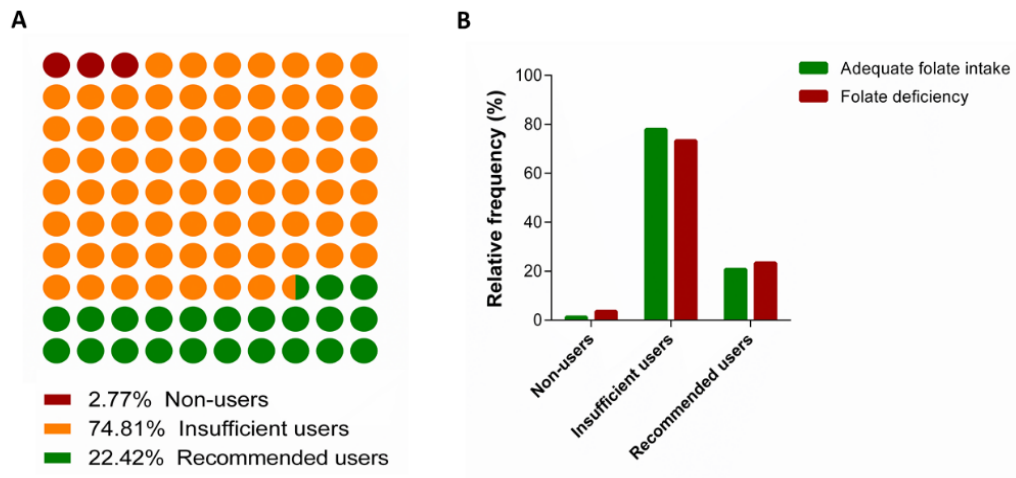 A
2.77% Non-users
74.81% Insufficient users
22.42% Recommended users
B
Adequate folate intake
Folate deficiency
Relative frequency (%)
100
80
60
40
20
0
Non-users
Insufficient users
Recommended users